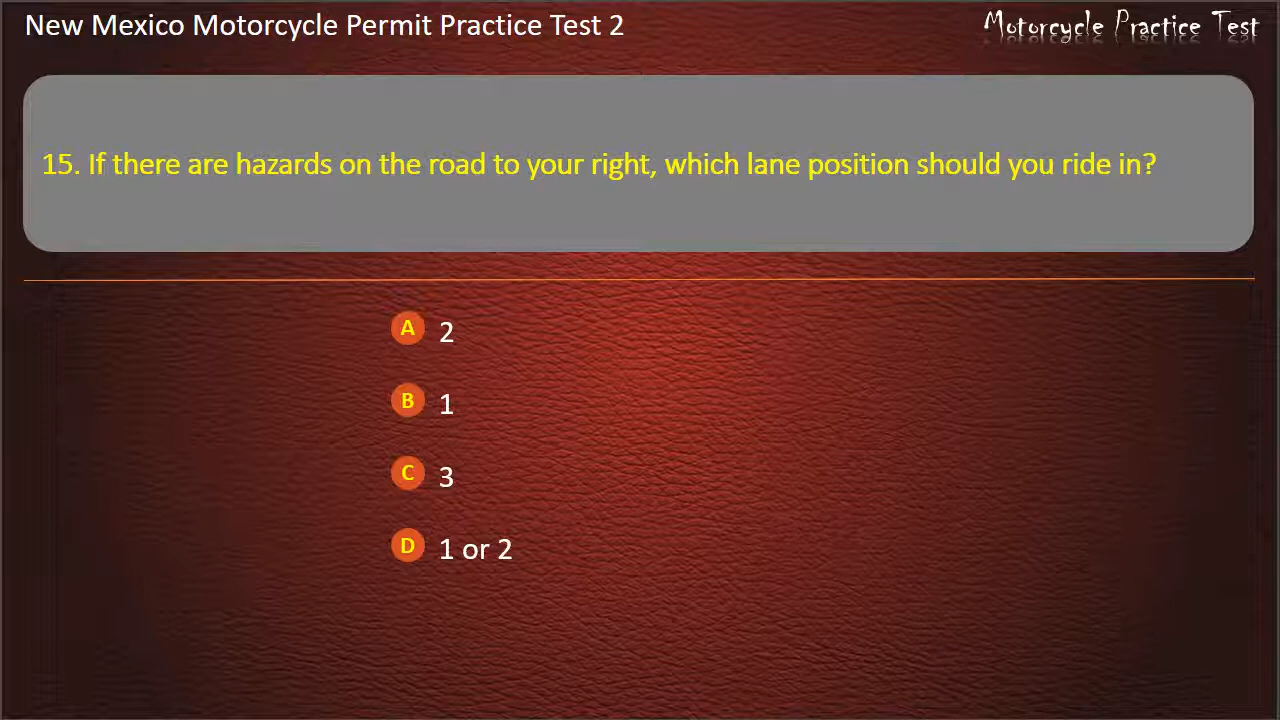 New Mexico Motorcycle Permit Practice Test 2
Motorcycle Practice Test
15. If there are hazards on the road to your right, which lane position should you ride in?
A 2
B 1
C 3
D 1 or 2